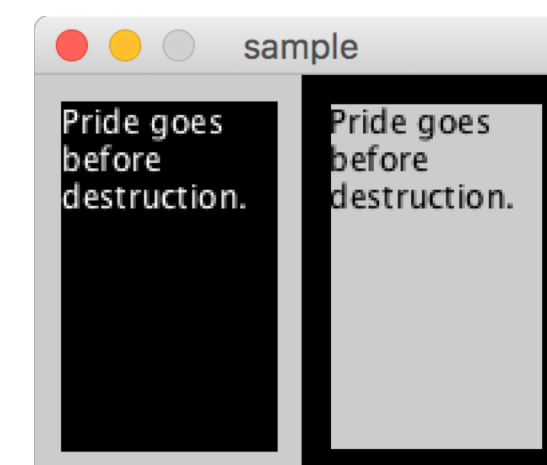 sample
Pride goes
before
destruction.
Pride goes
before
destruction.